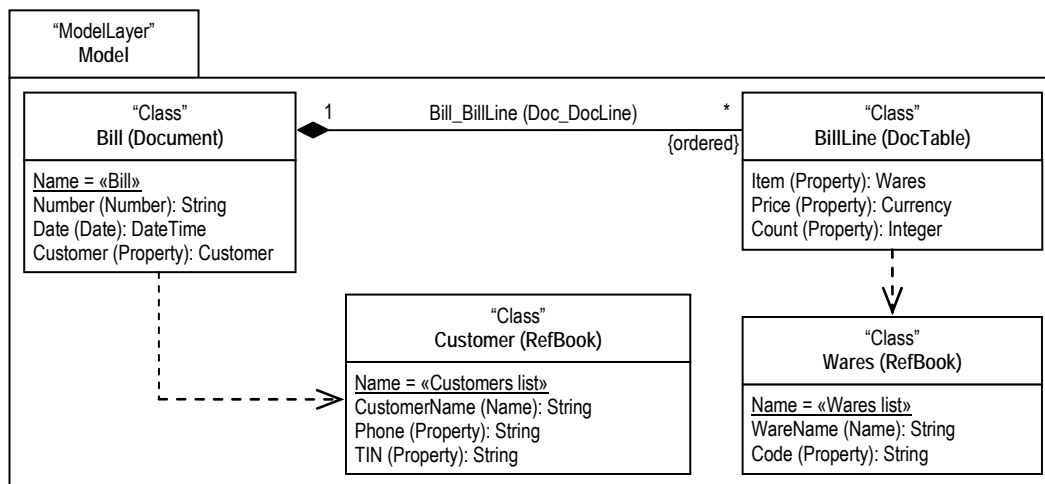 “ModelLayer”
Model
“Class”
Bill (Document)
Name = «Bill»
Number (Number): String
Date (Date): DateTime
Customer (Property): Customer
1
Bill_BillLine (Doc_DocLine)
*
{ordered}
“Class”
BillLine (DocTable)
Item (Property): Wares
Price (Property): Currency
Count (Property): Integer
“Class”
Customer (RefBook)
Name = «Customers list»
CustomerName (Name): String
Phone (Property): String
TIN (Property): String
“Class”
Wares (RefBook)
Name = «Wares list»
WareName (Name): String
Code (Property): String